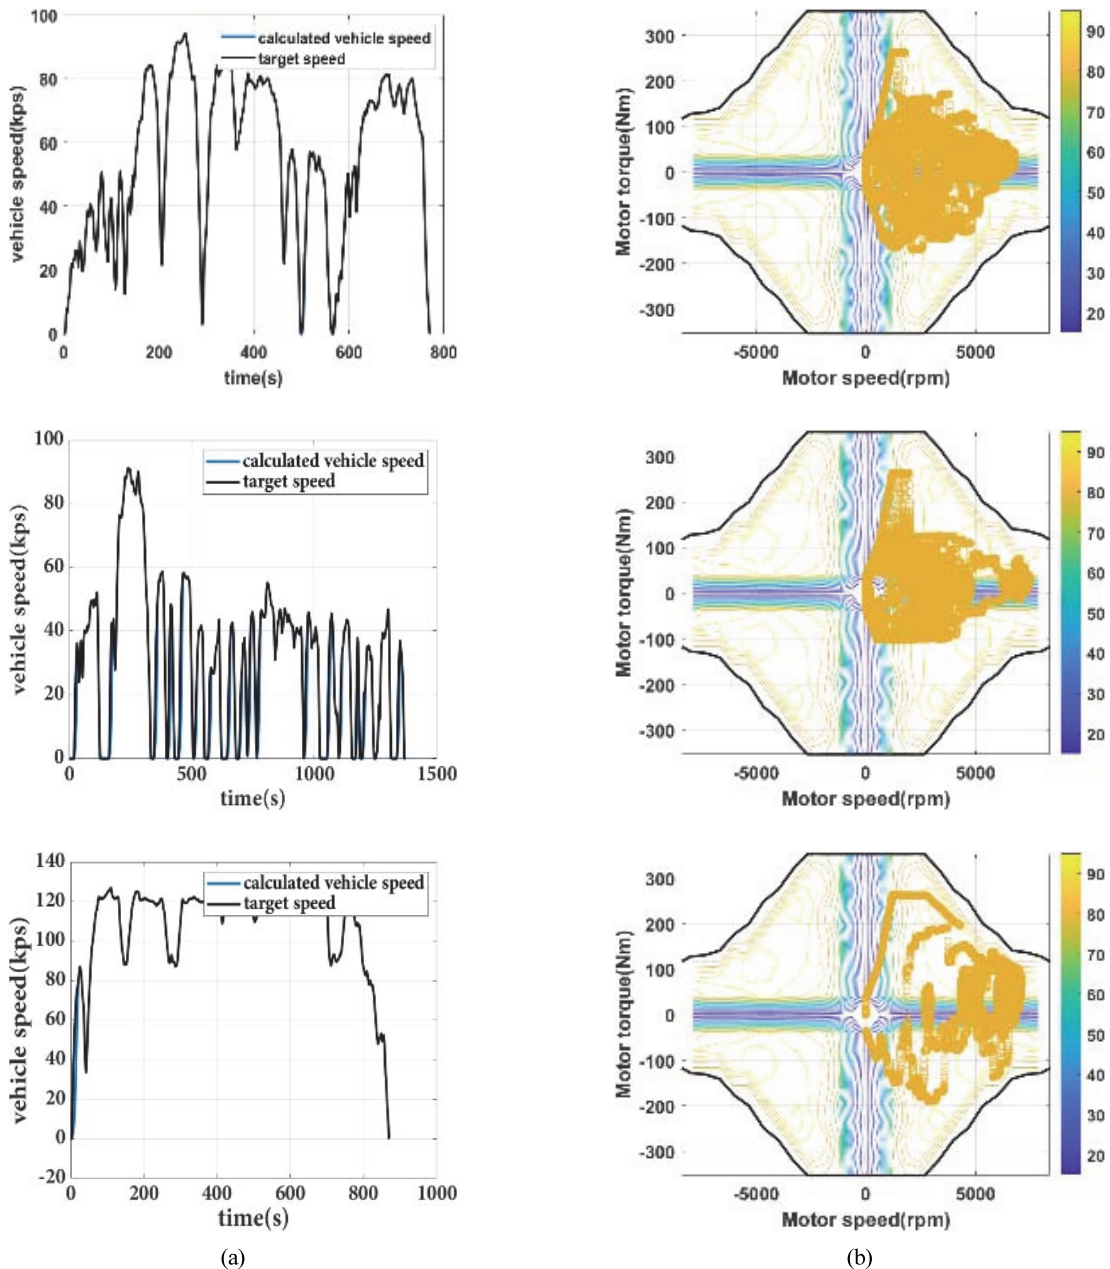 100
80
60
40
20
0
vehicle speed(kps)
calculated vehicle speed
target speed
0 200 400 600 800
time(s)
300
200
100
0
-100
-200
-300
Motor torque(Nm)
-5000 0 5000
Motor speed(rpm)
90
80
70
60
50
40
30
20
100
80
60
40
20
0
vehicle speed(kps)
calculated vehicle speed
target speed
0 500 1000 1500
time(s)
300
200
100
0
-100
-200
-300
Motor torque(Nm)
-5000 0 5000
Motor speed(rpm)
90
80
70
60
50
40
30
20
140
120
100
80
60
40
20
0
-20
vehicle speed(kps)
calculated vehicle speed
target speed
0 200 400 600 800 1000
time(s)
300
200
100
0
-100
-200
-300
Motor torque(Nm)
-5000 0 5000
Motor speed(rpm)
90
80
70
60
50
40
30
20
(a)
(b)